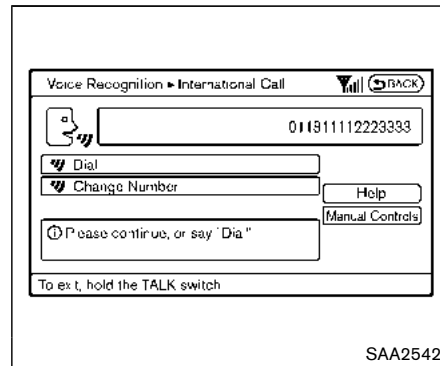 Voice Recognition ▸ International Call BACK
011811112223333
Dial
Change Number
Help
Manual Controls
Please continue, or say "Dial"
To exit, hold the TALK switch
SAA2542